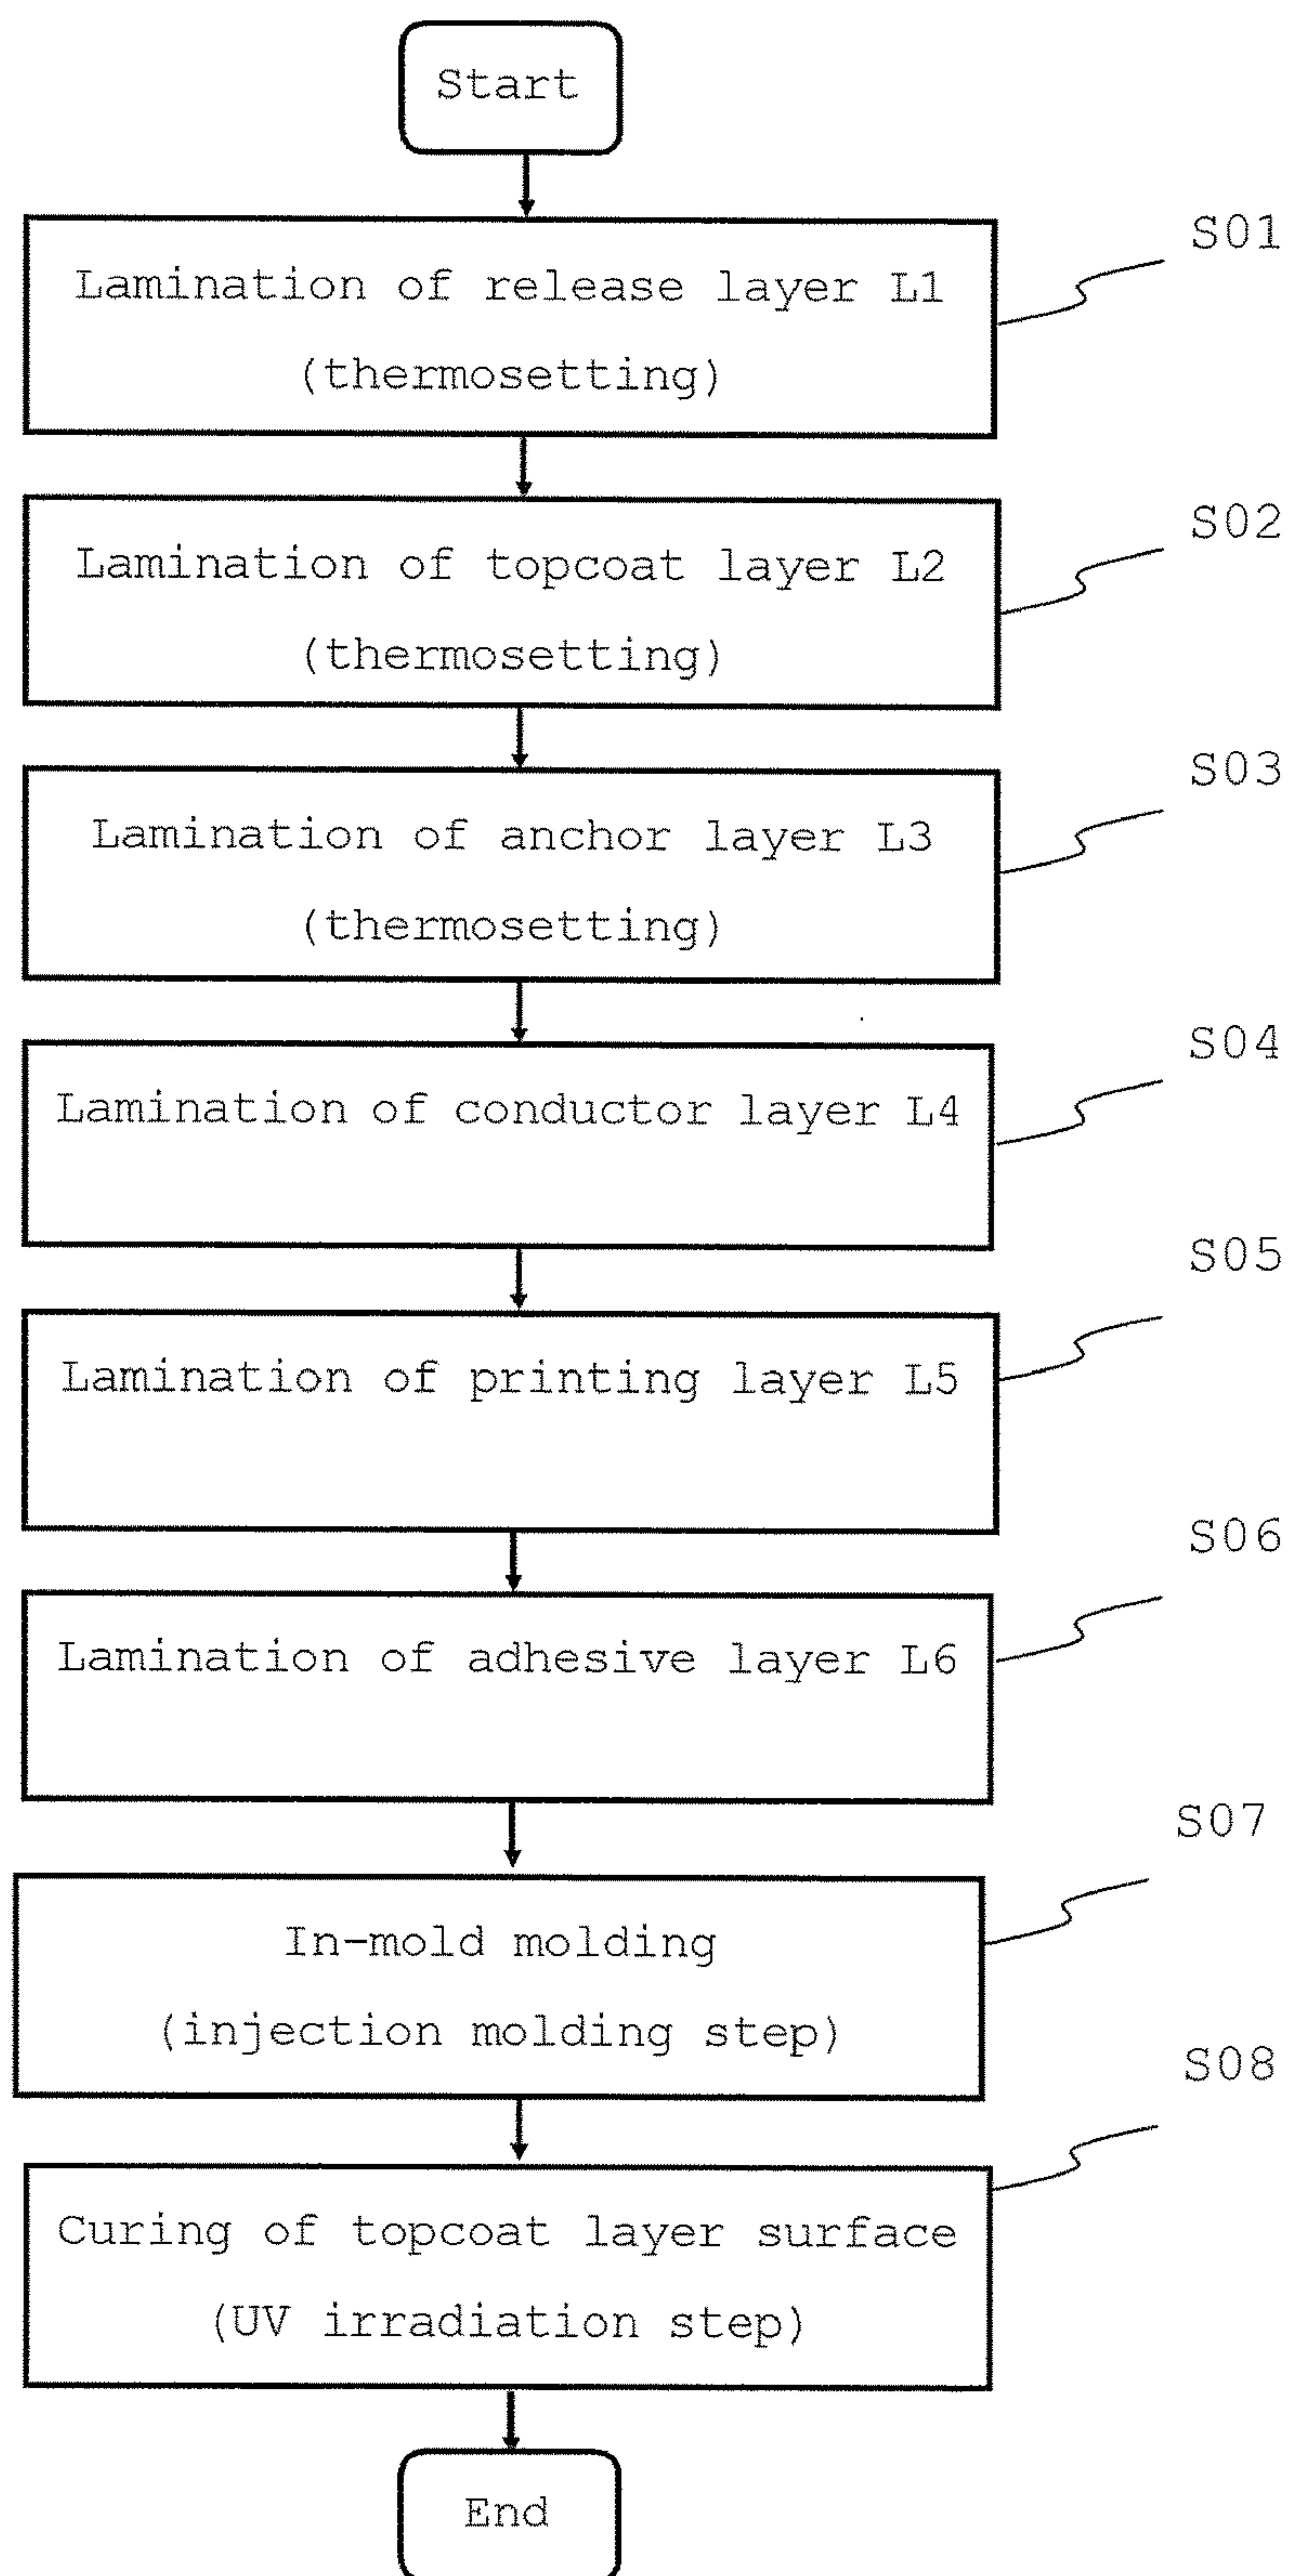 Start
S01
Lamination of release layer L1
(thermosetting)
S02
Lamination of topcoat layer L2
(thermosetting)
S03
Lamination of anchor layer L3
(thermosetting)
S04
Lamination of conductor layer L4
S05
Lamination of printing layer L5
S06
Lamination of adhesive layer L6
S07
In-mold molding
(injection molding step)
S08
Curing of topcoat layer surface
(UV irradiation step)
End